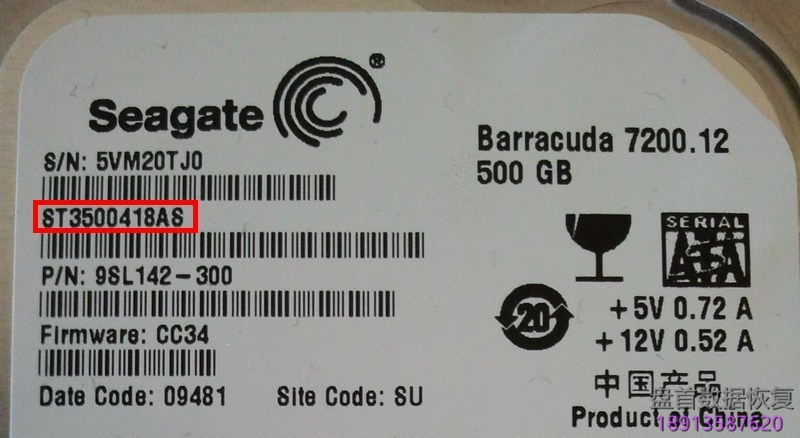 Seagate ®
S/N: 5VM20TJ0
ST3500418AS
P/N: 9SL142-300
Firmware: CC34
Date Code: 09481 Site Code: SU
Barracuda 7200.12
500 GB
SERIAL
ATA
20
+5V 0.72 A
+12V 0.52 A
中国产品
Product of China
盘首数据恢复
18913587620